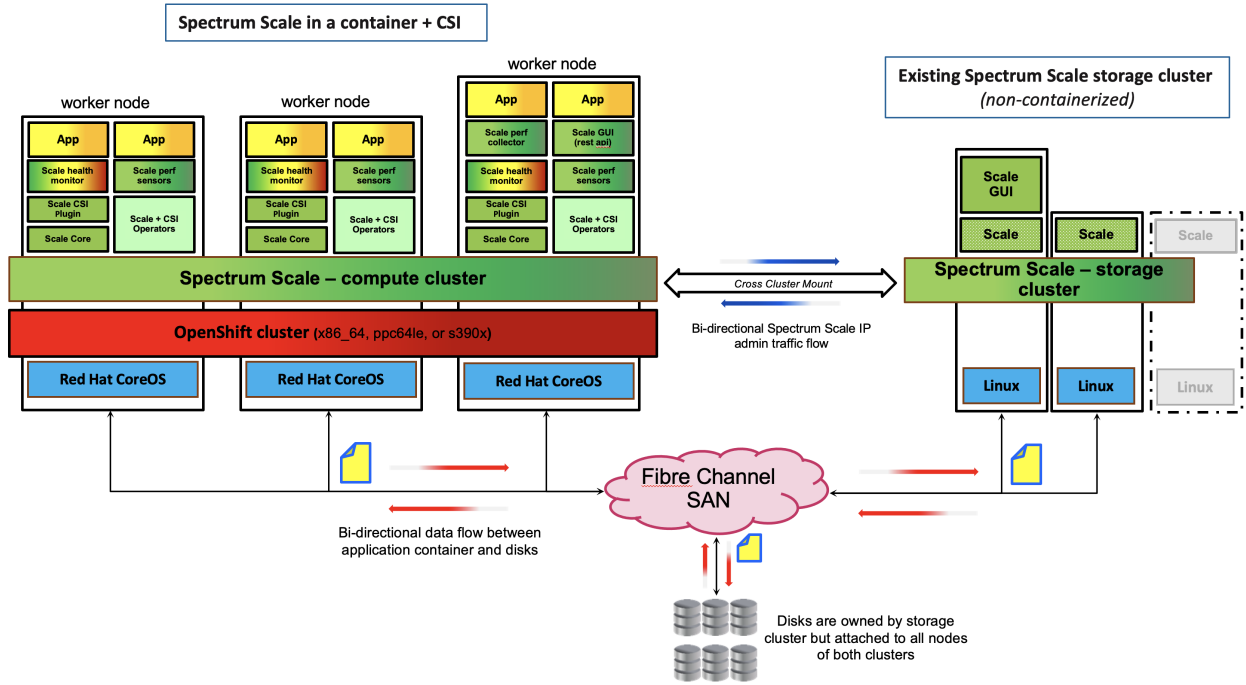 Spectrum Scale in a container + CSI
Existing Spectrum Scale storage cluster
(non-containerized)
worker node
App
App
Scale health
monitor
Scale perf
sensors
Scale CSI
Plugin
Scale + CSI
Operators
Scale Core
worker node
App
App
Scale health
monitor
Scale perf
sensors
Scale CSI
Plugin
Scale + CSI
Operators
Scale Core
worker node
App
App
Scale perf
collector
Scale GUI
(rest api)
Scale health
monitor
Scale perf
sensors
Scale CSI
Plugin
Scale + CSI
Operators
Scale Core
Spectrum Scale – compute cluster
OpenShift cluster (x86_64, ppc64le, or s390x)
Red Hat CoreOS
Red Hat CoreOS
Red Hat CoreOS
Cross Cluster Mount
Bi-directional Spectrum Scale IP
admin traffic flow
Scale
GUI
Scale
Scale
Scale
Spectrum Scale – storage
cluster
Linux
Linux
Linux
Fibre Channel
SAN
Bi-directional data flow between
application container and disks
Disks are owned by storage
cluster but attached to all nodes
of both clusters